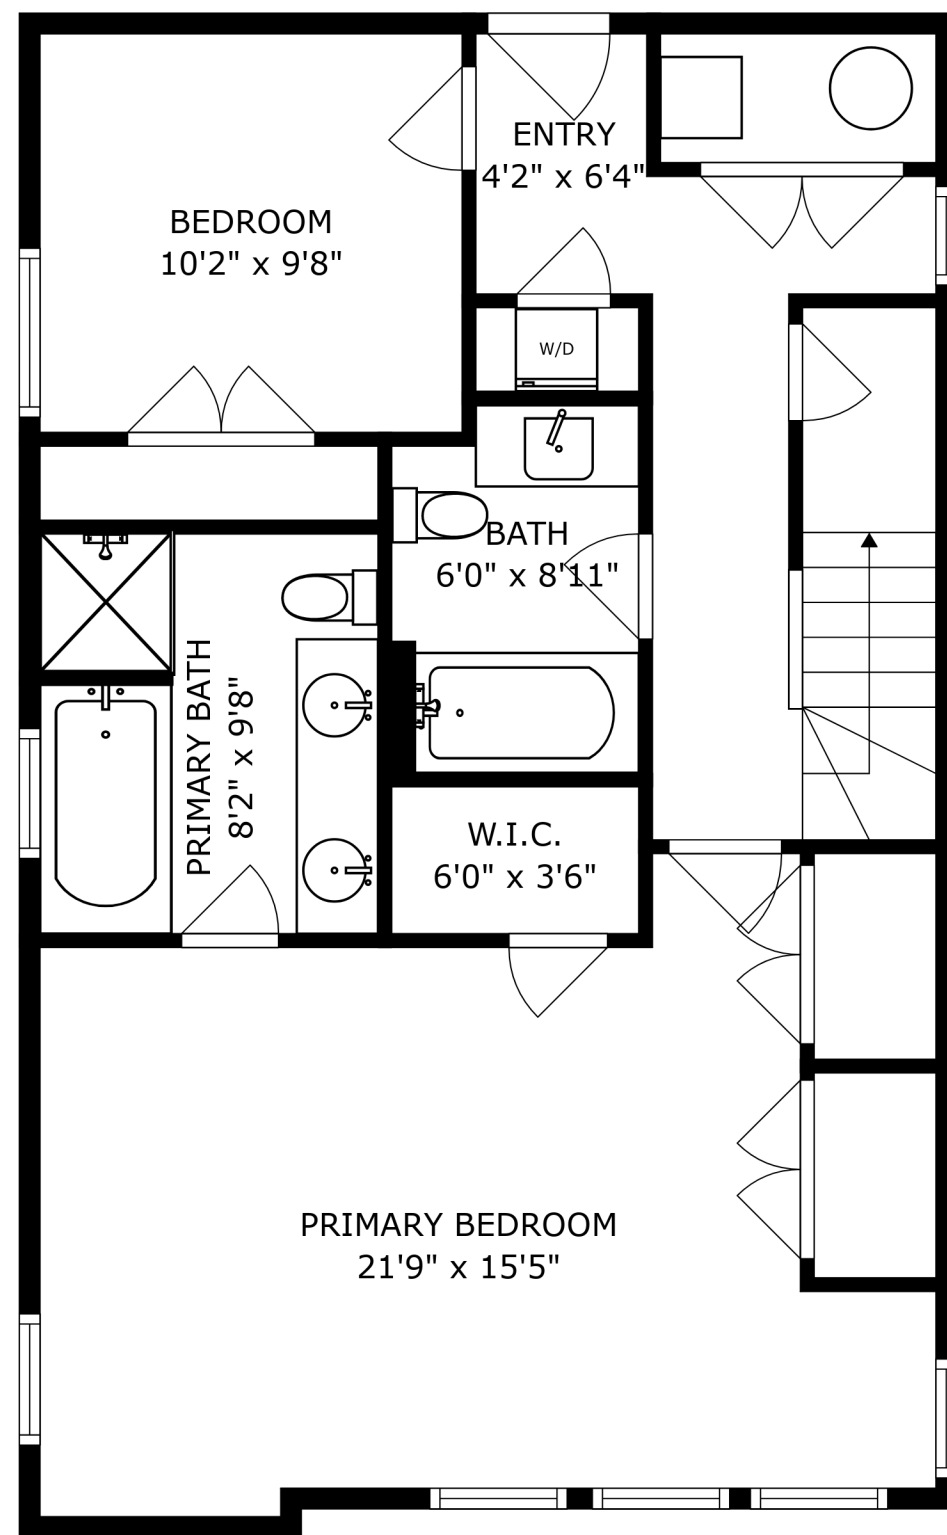 ENTRY
4'2" x 6'4"
BEDROOM
10'2" x 9'8"
W/D
BATH
6'0" x 8'11"
PRIMARY BATH
8'2" x 9'8"
W.I.C.
6'0" x 3'6"
PRIMARY BEDROOM
21'9" x 15'5"